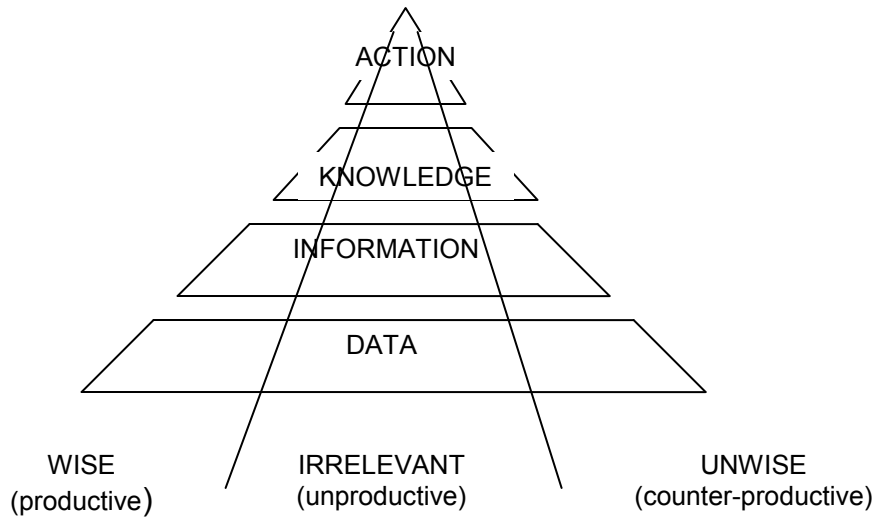 ACTION
KNOWLEDGE
INFORMATION
DATA
WISE
(productive)
IRRELEVANT
(unproductive)
UNWISE
(counter-productive)